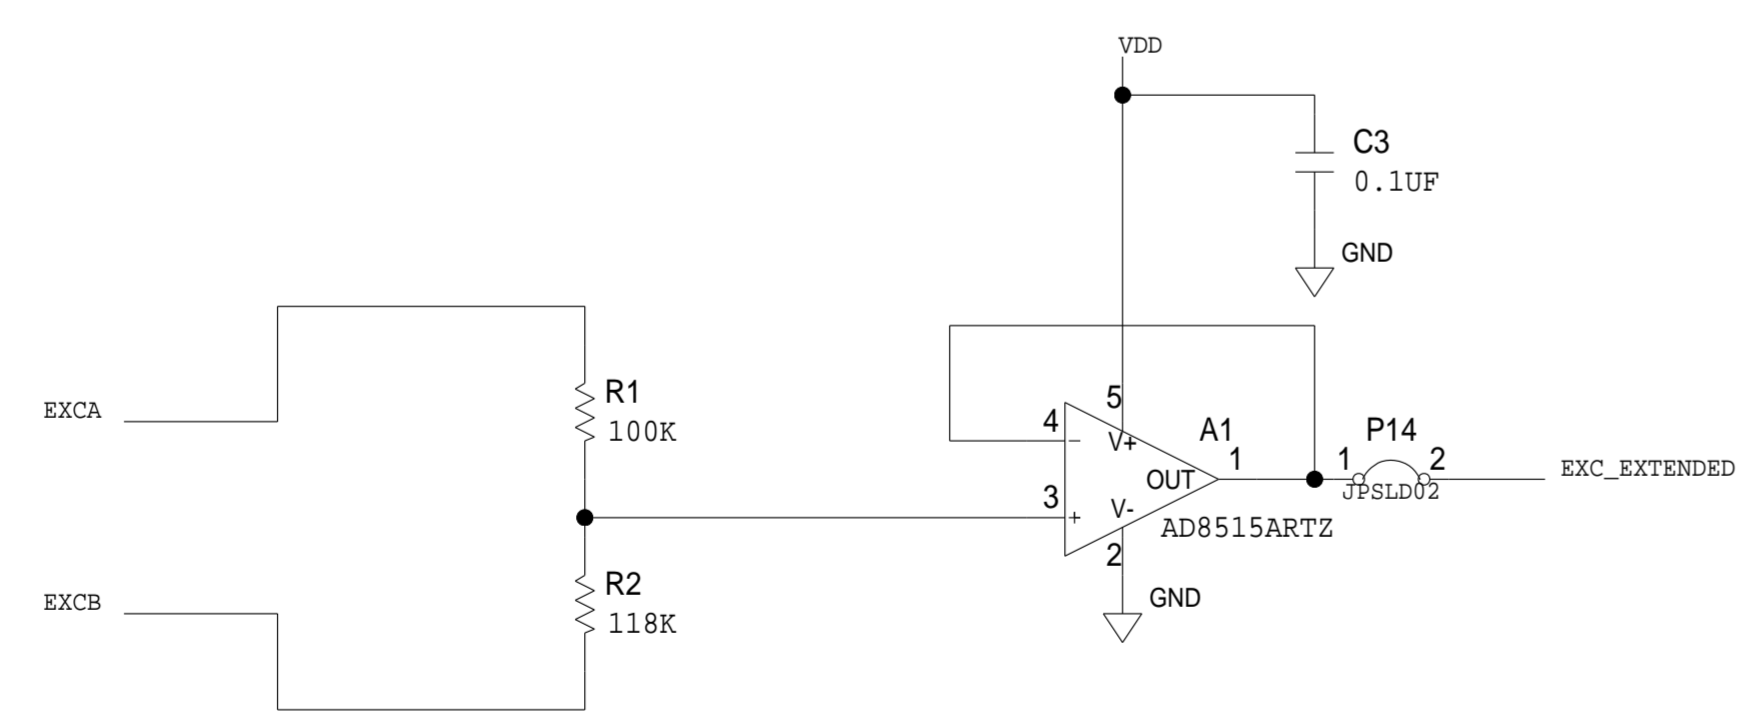 VDD
C3
0.1UF
GND
R1
100K
EXCA
5
4
−
V+
A1
1
P14
1
2
OUT
EXC_EXTENDED
JPSLD02
3
+
V-
AD8515ARTZ
2
R2
118K
EXCB
GND